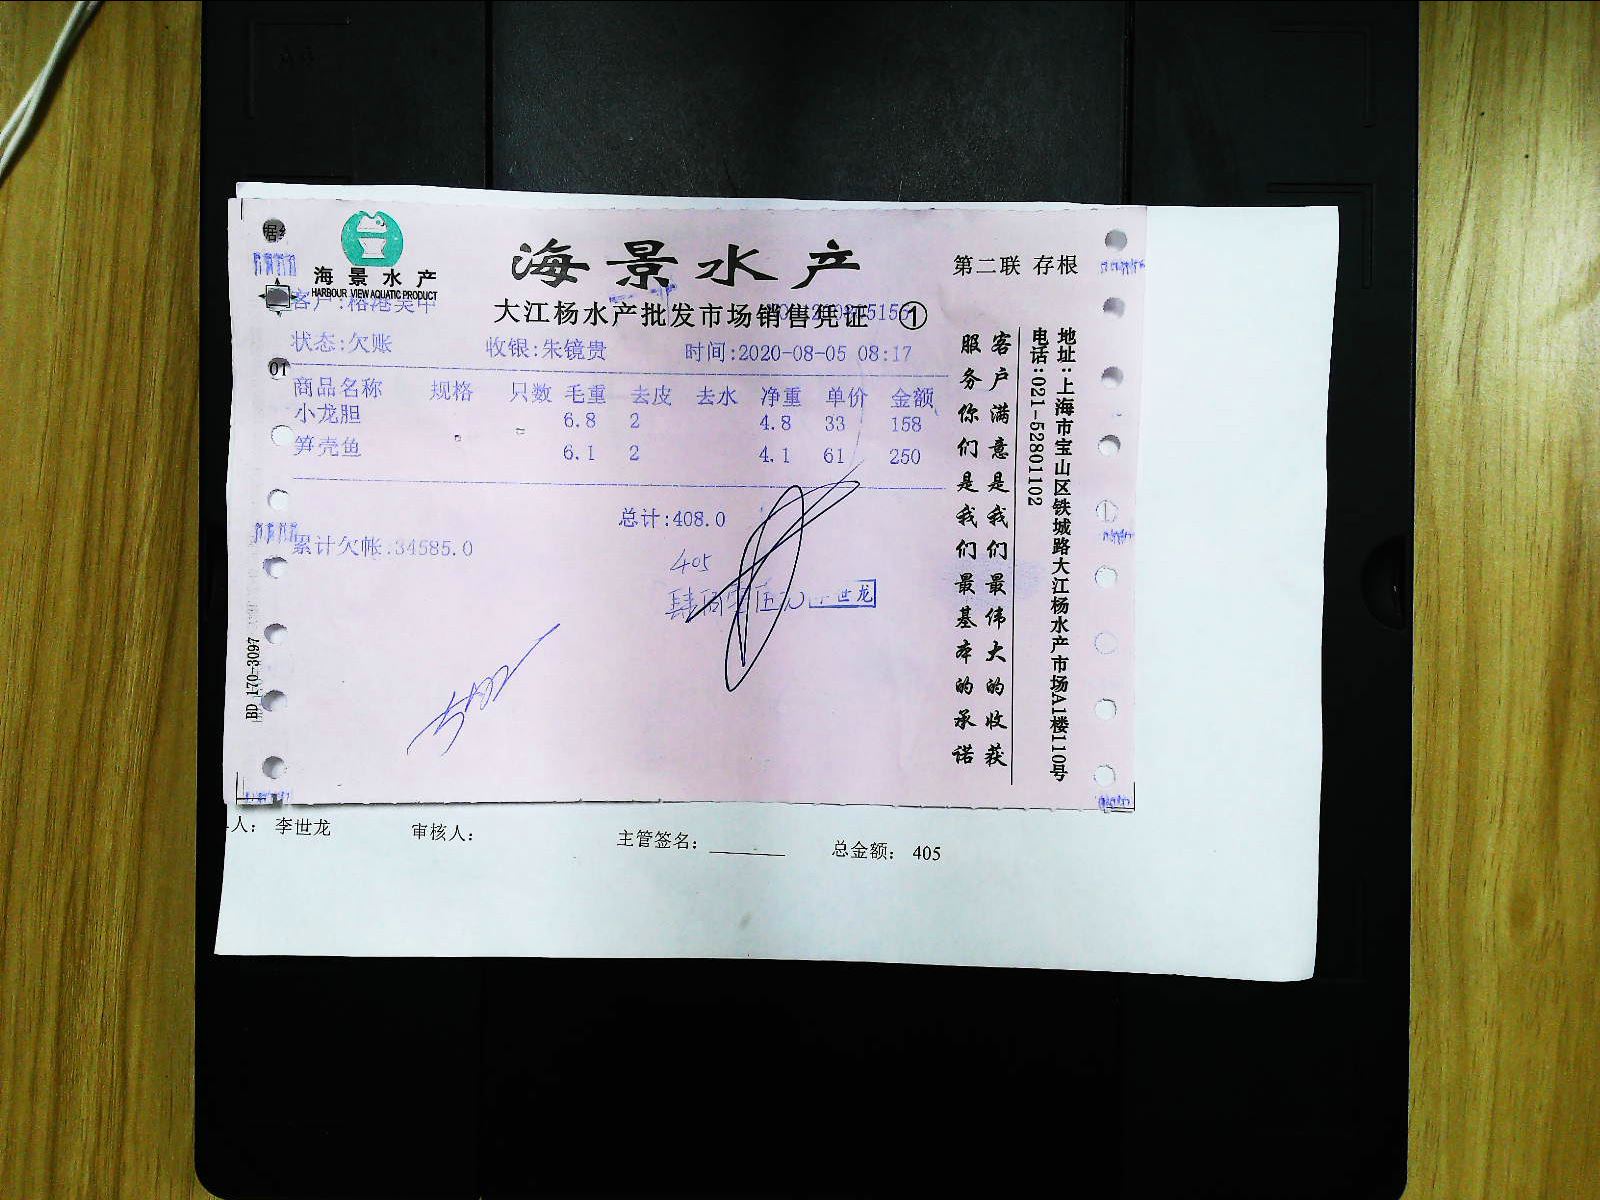 海景水产
HARBOUR VIEW AQUATIC PRODUCT
海景水产
第二联 存根
大江杨水产批发市场销售凭证 ①
客户:
状态:欠账 收银:朱镜贵 时间:2020-08-05 08:17
商品名称 规格 只数 毛重 去皮 去水 净重 单价 金额
小龙胆 6.8 2 4.8 33 158
笋壳鱼 6.1 2 4.1 61 250
总计:408.0
累计欠帐:34585.0
405
肆佰零伍元
世龙
客户满意是我们最伟大的收获
服务你们是我们最基本的承诺
地址:上海市宝山区铁城路大江杨水产市场A1楼110号
电话:021-52801102
01
BD 170-3097
人: 李世龙 审核人: 主管签名: 总金额: 405